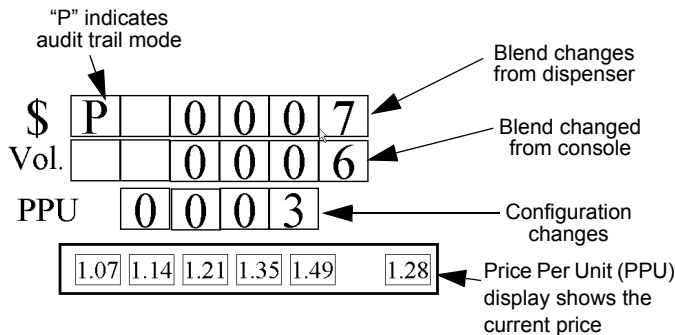 “P” indicates
audit trail mode
Blend changes
from dispenser
$ P 0 0 0 7
Blend changed
from console
Vol. 0 0 0 6
PPU 0 0 0 3
Configuration
changes
1.07 1.14 1.21 1.35 1.49 1.28
Price Per Unit (PPU)
display shows the
current price